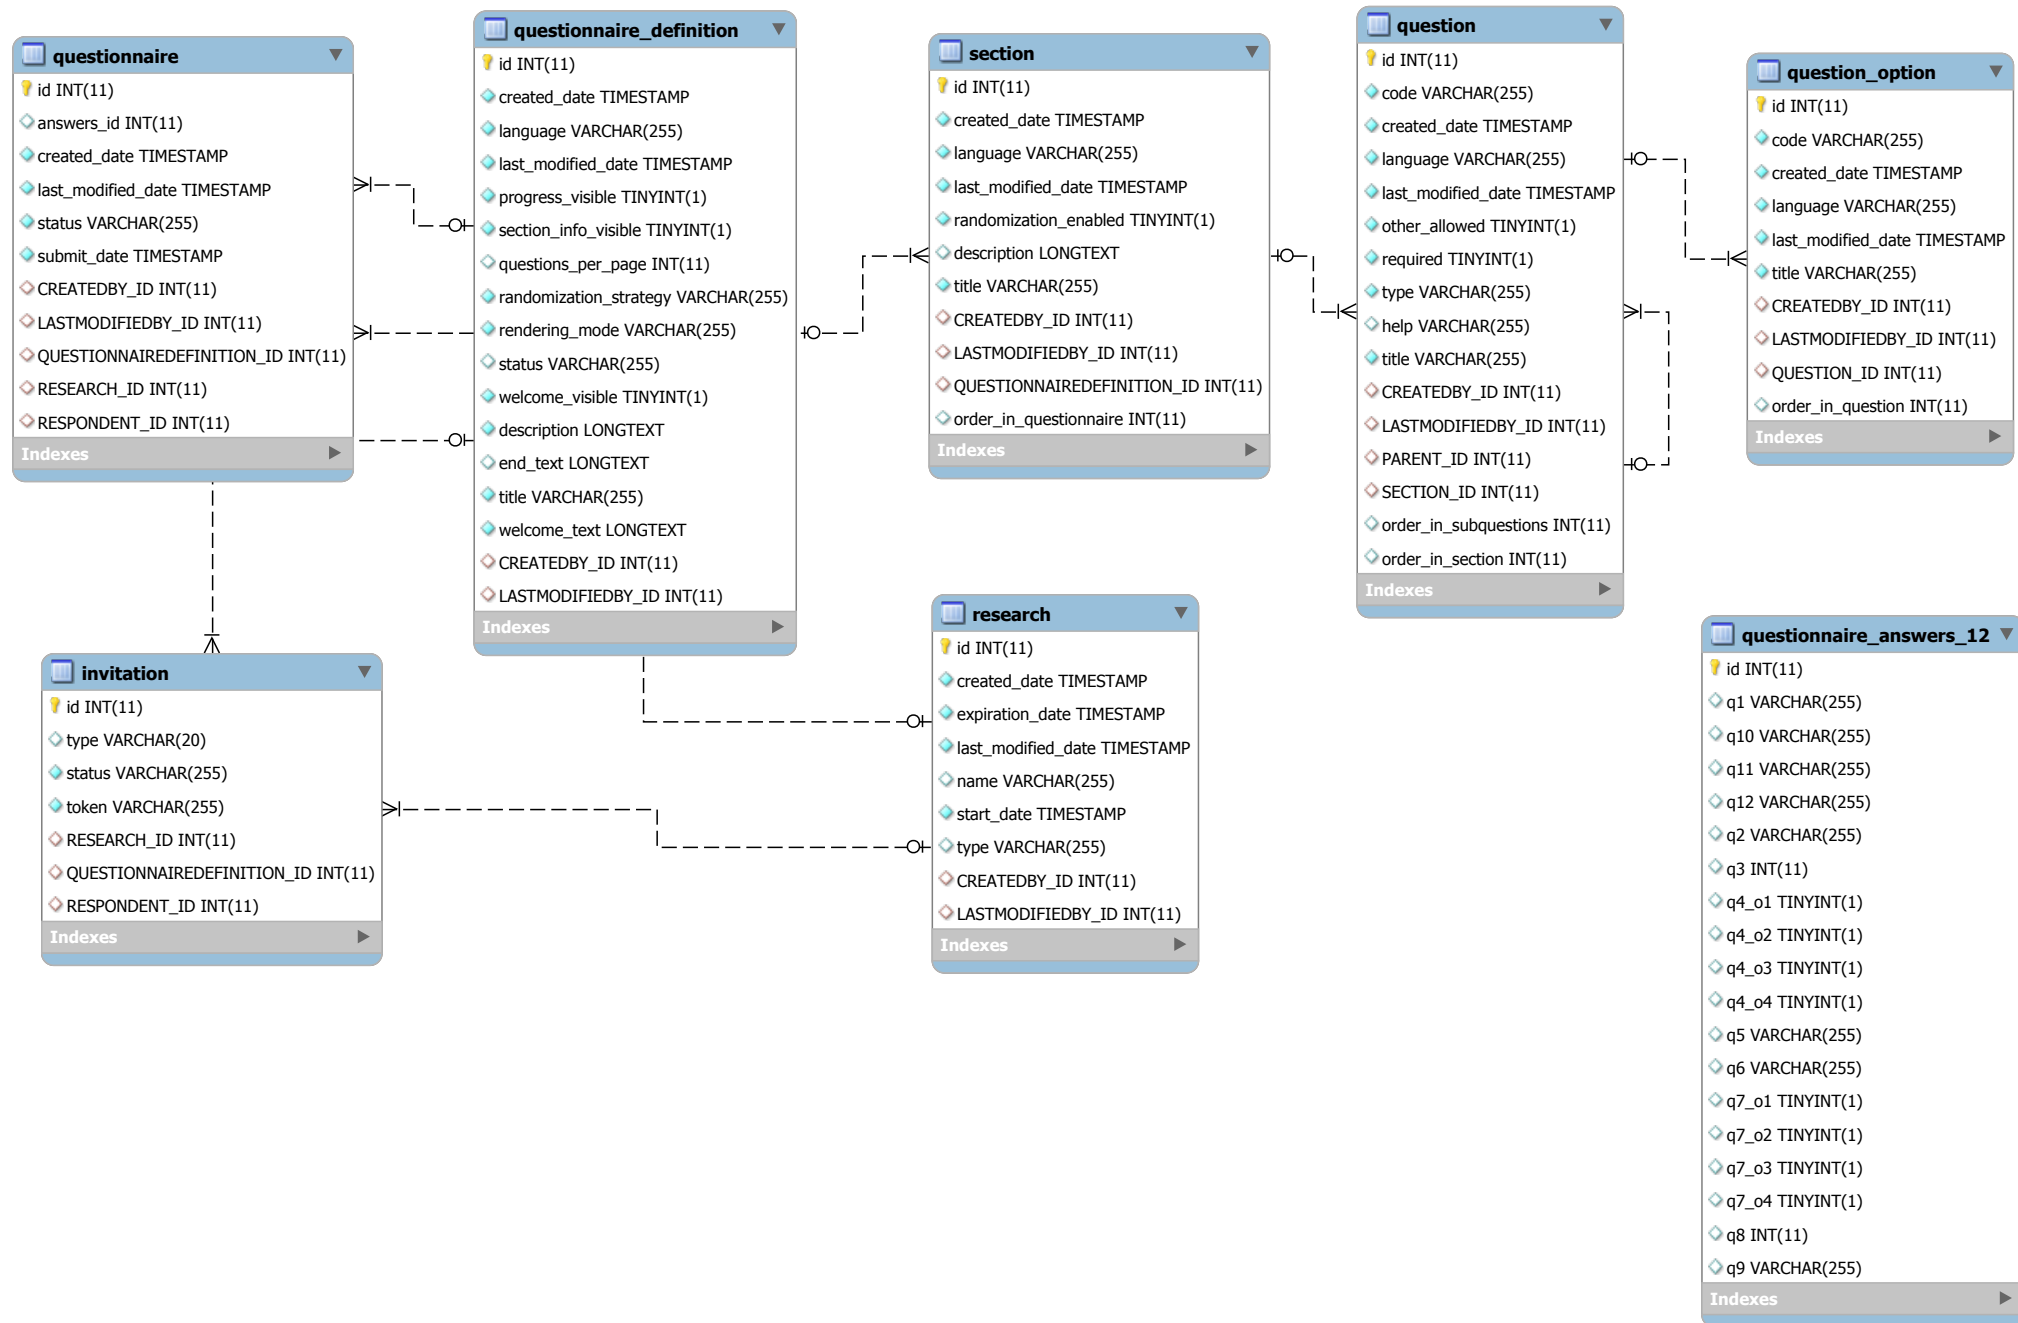 questionnaire
id INT(11)
answers_id INT(11)
created_date TIMESTAMP
last_modified_date TIMESTAMP
status VARCHAR(255)
submit_date TIMESTAMP
CREATEDBY_ID INT(11)
LASTMODIFIEDBY_ID INT(11)
QUESTIONNAIREDEFINITION_ID INT(11)
RESEARCH_ID INT(11)
RESPONDENT_ID INT(11)
Indexes
questionnaire_definition
id INT(11)
created_date TIMESTAMP
language VARCHAR(255)
last_modified_date TIMESTAMP
progress_visible TINYINT(1)
section_info_visible TINYINT(1)
questions_per_page INT(11)
randomization_strategy VARCHAR(255)
rendering_mode VARCHAR(255)
status VARCHAR(255)
welcome_visible TINYINT(1)
description LONGTEXT
end_text LONGTEXT
title VARCHAR(255)
welcome_text LONGTEXT
CREATEDBY_ID INT(11)
LASTMODIFIEDBY_ID INT(11)
Indexes
section
id INT(11)
created_date TIMESTAMP
language VARCHAR(255)
last_modified_date TIMESTAMP
randomization_enabled TINYINT(1)
description LONGTEXT
title VARCHAR(255)
CREATEDBY_ID INT(11)
LASTMODIFIEDBY_ID INT(11)
QUESTIONNAIREDEFINITION_ID INT(11)
order_in_questionnaire INT(11)
Indexes
question
id INT(11)
code VARCHAR(255)
created_date TIMESTAMP
language VARCHAR(255)
last_modified_date TIMESTAMP
other_allowed TINYINT(1)
required TINYINT(1)
type VARCHAR(255)
help VARCHAR(255)
title VARCHAR(255)
CREATEDBY_ID INT(11)
LASTMODIFIEDBY_ID INT(11)
PARENT_ID INT(11)
SECTION_ID INT(11)
order_in_subquestions INT(11)
order_in_section INT(11)
Indexes
question_option
id INT(11)
code VARCHAR(255)
created_date TIMESTAMP
language VARCHAR(255)
last_modified_date TIMESTAMP
title VARCHAR(255)
CREATEDBY_ID INT(11)
LASTMODIFIEDBY_ID INT(11)
QUESTION_ID INT(11)
order_in_question INT(11)
Indexes
invitation
id INT(11)
type VARCHAR(20)
status VARCHAR(255)
token VARCHAR(255)
RESEARCH_ID INT(11)
QUESTIONNAIREDEFINITION_ID INT(11)
RESPONDENT_ID INT(11)
Indexes
research
id INT(11)
created_date TIMESTAMP
expiration_date TIMESTAMP
last_modified_date TIMESTAMP
name VARCHAR(255)
start_date TIMESTAMP
type VARCHAR(255)
CREATEDBY_ID INT(11)
LASTMODIFIEDBY_ID INT(11)
Indexes
questionnaire_answers_12
id INT(11)
q1 VARCHAR(255)
q10 VARCHAR(255)
q11 VARCHAR(255)
q12 VARCHAR(255)
q2 VARCHAR(255)
q3 INT(11)
q4_o1 TINYINT(1)
q4_o2 TINYINT(1)
q4_o3 TINYINT(1)
q4_o4 TINYINT(1)
q5 VARCHAR(255)
q6 VARCHAR(255)
q7_o1 TINYINT(1)
q7_o2 TINYINT(1)
q7_o3 TINYINT(1)
q7_o4 TINYINT(1)
q8 INT(11)
q9 VARCHAR(255)
Indexes